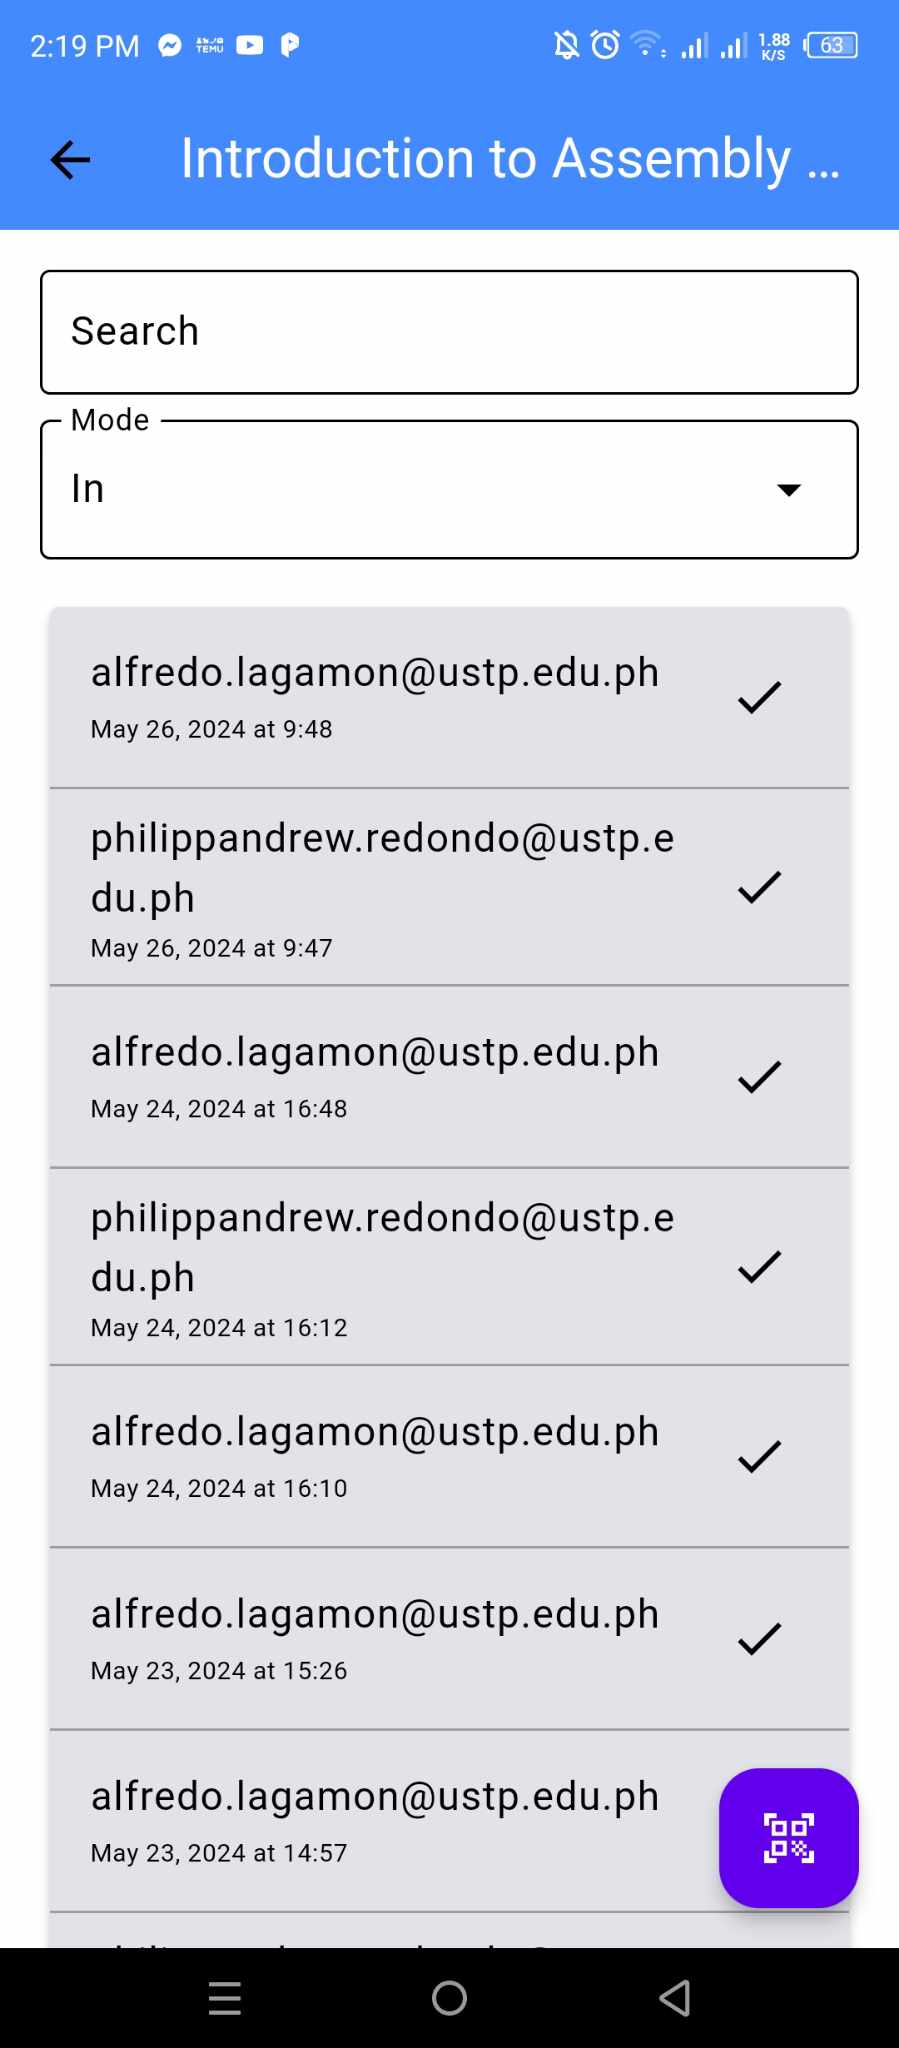 2:19 PM
TEMU
1.88
K/S
63
Introduction to Assembly ...
Search
Mode
In
alfredo.lagamon@ustp.edu.ph
May 26, 2024 at 9:48
philippandrew.redondo@ustp.e
du.ph
May 26, 2024 at 9:47
alfredo.lagamon@ustp.edu.ph
May 24, 2024 at 16:48
philippandrew.redondo@ustp.e
du.ph
May 24, 2024 at 16:12
alfredo.lagamon@ustp.edu.ph
May 24, 2024 at 16:10
alfredo.lagamon@ustp.edu.ph
May 23, 2024 at 15:26
alfredo.lagamon@ustp.edu.ph
May 23, 2024 at 14:57